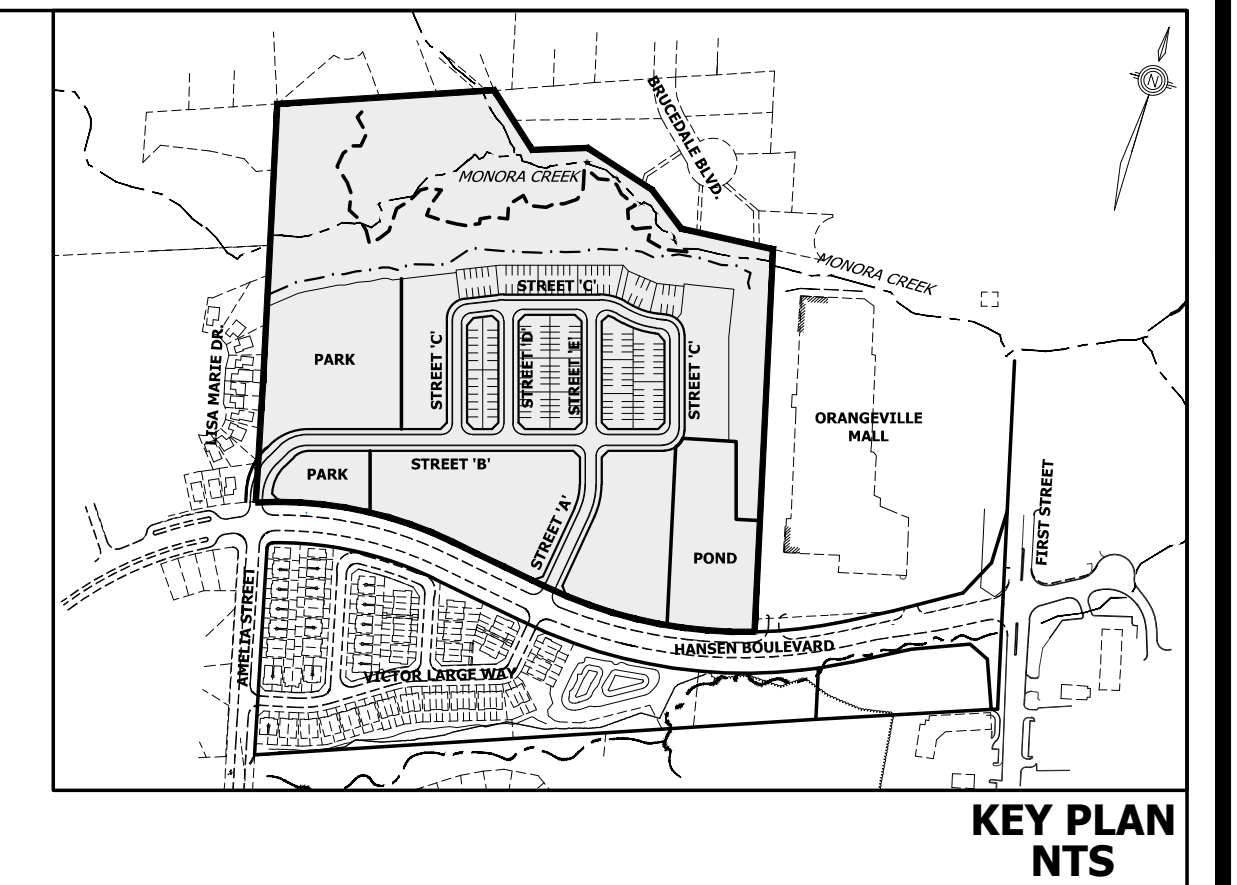 N
BRUCEDALE BLVD.
MONORA CREEK
MONORA CREEK
STREET 'C'
LISA MARIE DR.
PARK
STREET 'C'
STREET 'D'
STREET 'E'
STREET 'C'
ORANGEVILLE
MALL
STREET 'B'
PARK
STREET 'A'
FIRST STREET
POND
AMELIA STREET
HANSEN BOULEVARD
VICTOR LARGE WAY
KEY PLAN
NTS